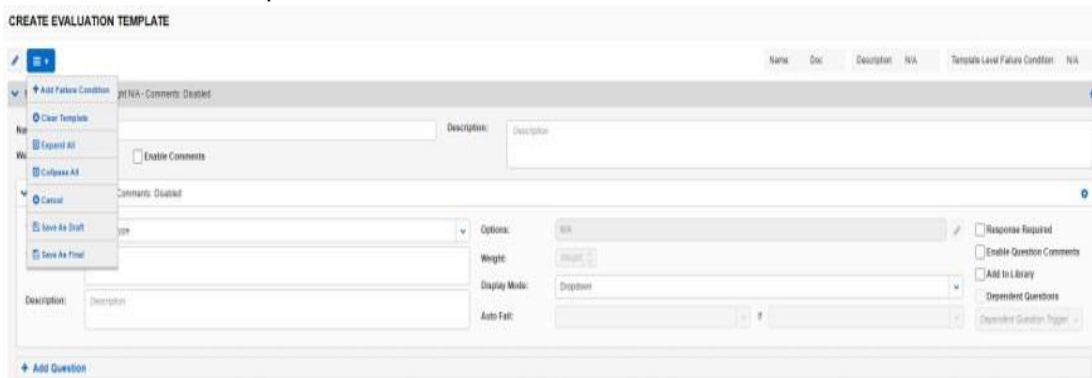 CREATE EVALUATION TEMPLATE
Name Doc Description N/A Template Level Failure Condition N/A
Add Failure Condition
N/A - Comments: Disabled
Clear Template
Description: Description
Expand All
Enable Comments
Collapse All
Cancel
Comments: Disabled
Save As Draft
Options: N/A
Response Required
Save As Final
Weight: Weight
Enable Question Comments
Add to Library
Display Mode: Dropdown
Description: Description
Dependent Questions
Auto Fail: if
Dependent Question Trigger
Add Question